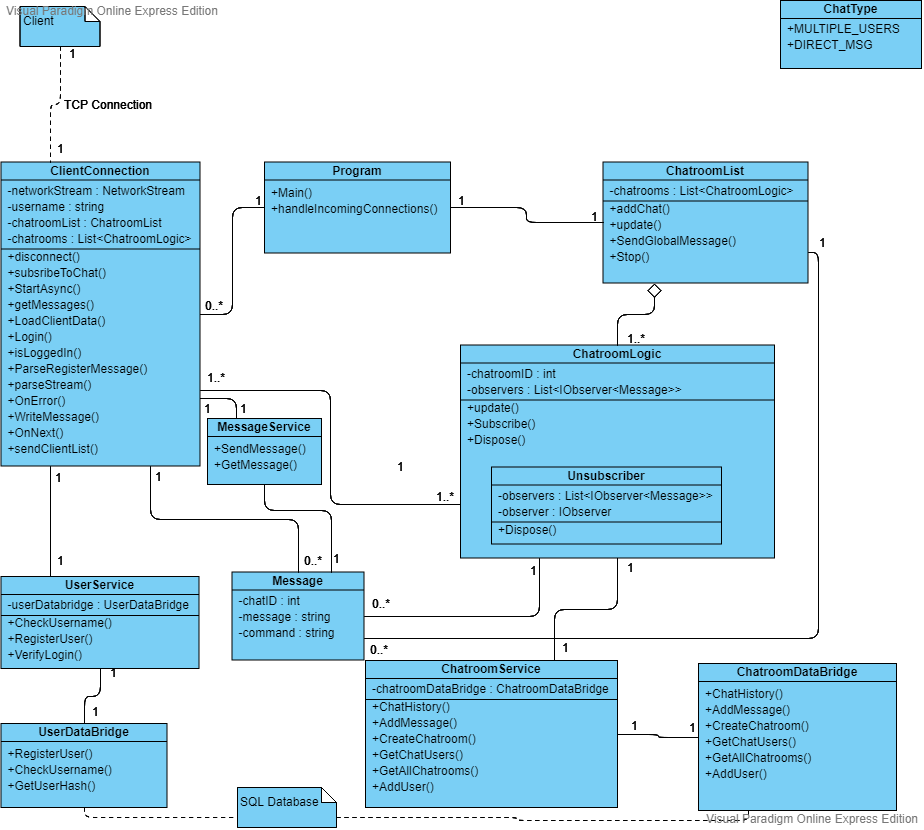 Visual Paradigm Online Express Edition
Client
1
TCP Connection
1
ChatType
+MULTIPLE_USERS
+DIRECT_MSG
ClientConnection
-networkStream : NetworkStream
-username : string
-chatroomList : ChatroomList
-chatrooms : List<ChatroomLogic>
+disconnect()
+subsribeToChat()
+StartAsync()
+getMessages()
+LoadClientData()
+Login()
+isLoggedIn()
+ParseRegisterMessage()
+parseStream()
+OnError()
+WriteMessage()
+OnNext()
+sendClientList()
1
0..*
Program
+Main()
+handleIncomingConnections()
1
1
ChatroomList
-chatrooms : List<ChatroomLogic>
+addChat()
+update()
+SendGlobalMessage()
+Stop()
1
1..*
ChatroomLogic
-chatroomID : int
-observers : List<IObserver<Message>>
+update()
+Subscribe()
+Dispose()
Unsubscriber
-observers : List<IObserver<Message>>
-observer : IObserver
+Dispose()
1..*
1
1
MessageService
+SendMessage()
+GetMessage()
1
1..*
1
1
1
1
0..*
1
1
1
UserService
-userDatabridge : UserDataBridge
+CheckUsername()
+RegisterUser()
+VerifyLogin()
Message
-chatID : int
-message : string
-command : string
0..*
0..*
1
1
1
UserDataBridge
+RegisterUser()
+CheckUsername()
+GetUserHash()
ChatroomService
-chatroomDataBridge : ChatroomDataBridge
+ChatHistory()
+AddMessage()
+CreateChatroom()
+GetChatUsers()
+GetAllChatrooms()
+AddUser()
1
1
ChatroomDataBridge
+ChatHistory()
+AddMessage()
+CreateChatroom()
+GetChatUsers()
+GetAllChatrooms()
+AddUser()
SQL Database
Visual Paradigm Online Express Edition